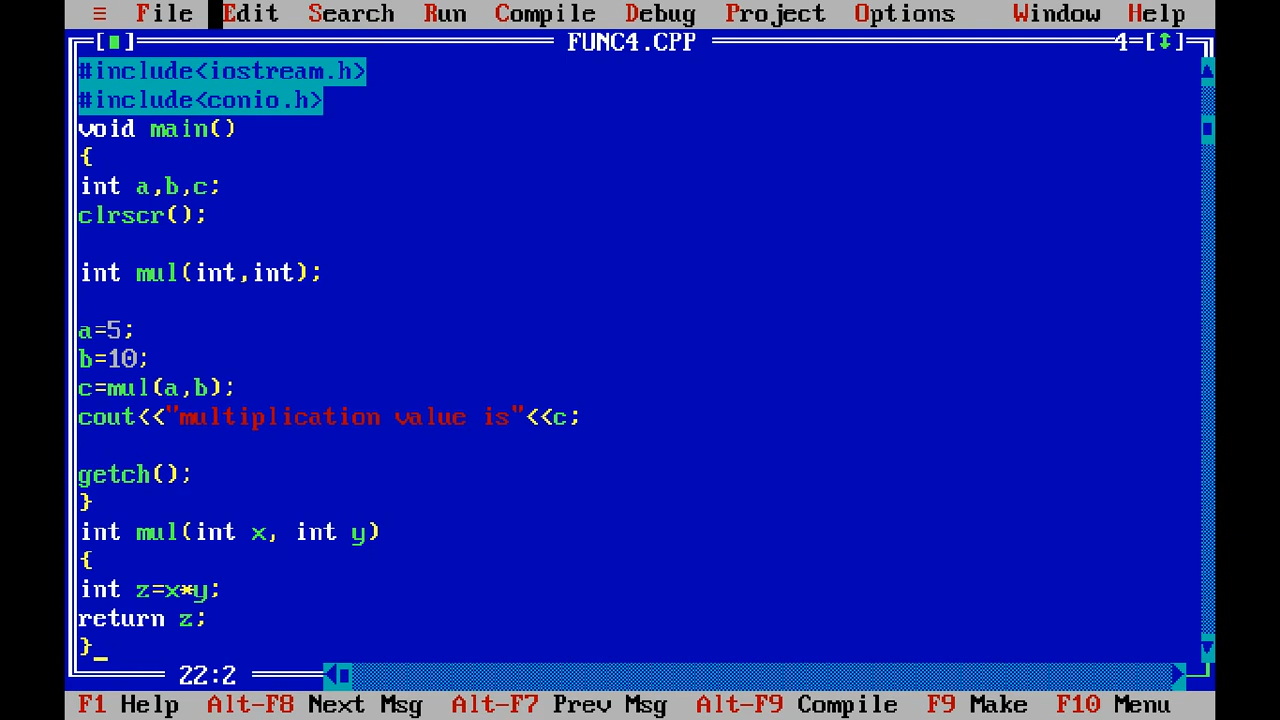 ≡ File Edit Search Run Compile Debug Project Options Window Help
[■] FUNC4.CPP 4=[↕]
#include<iostream.h>
#include<conio.h>
void main()
{
int a,b,c;
clrscr();
int mul(int,int);
a=5;
b=10;
c=mul(a,b);
cout<<"multiplication value is"<<c;
getch();
}
int mul(int x, int y)
{
int z=x*y;
return z;
}_
22:2
F1 Help Alt-F8 Next Msg Alt-F7 Prev Msg Alt-F9 Compile F9 Make F10 Menu